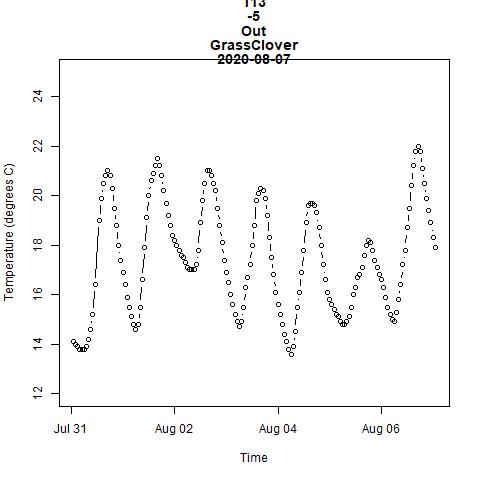 113
-5
Out
GrassClover
2020-08-07
Temperature (degrees C)
24
22
20
18
16
14
12
Jul 31
Aug 02
Aug 04
Aug 06
Time